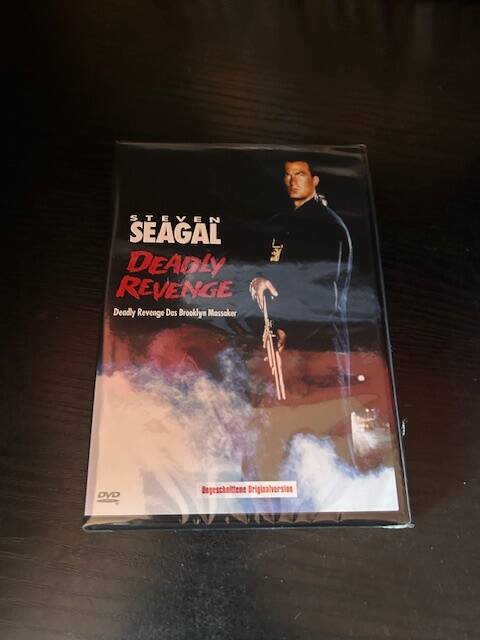 STEVEN
SEAGAL
DEADLY
REVENGE
Deadly Revenge Das Brooklyn Massaker
Ungeschnittene Originalversion
DVD